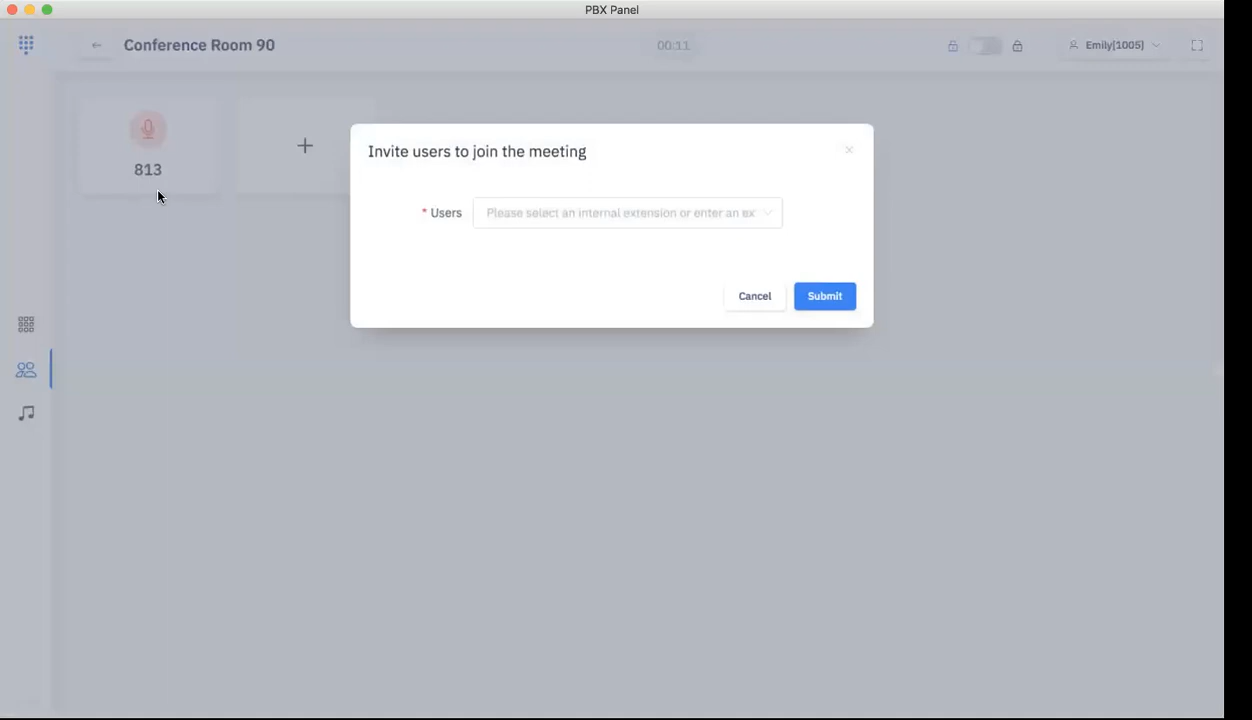 PBX Panel
Conference Room 90
00:11
Emily[1005]
813
Invite users to join the meeting
* Users
Please select an internal extension or enter an ex
Cancel
Submit